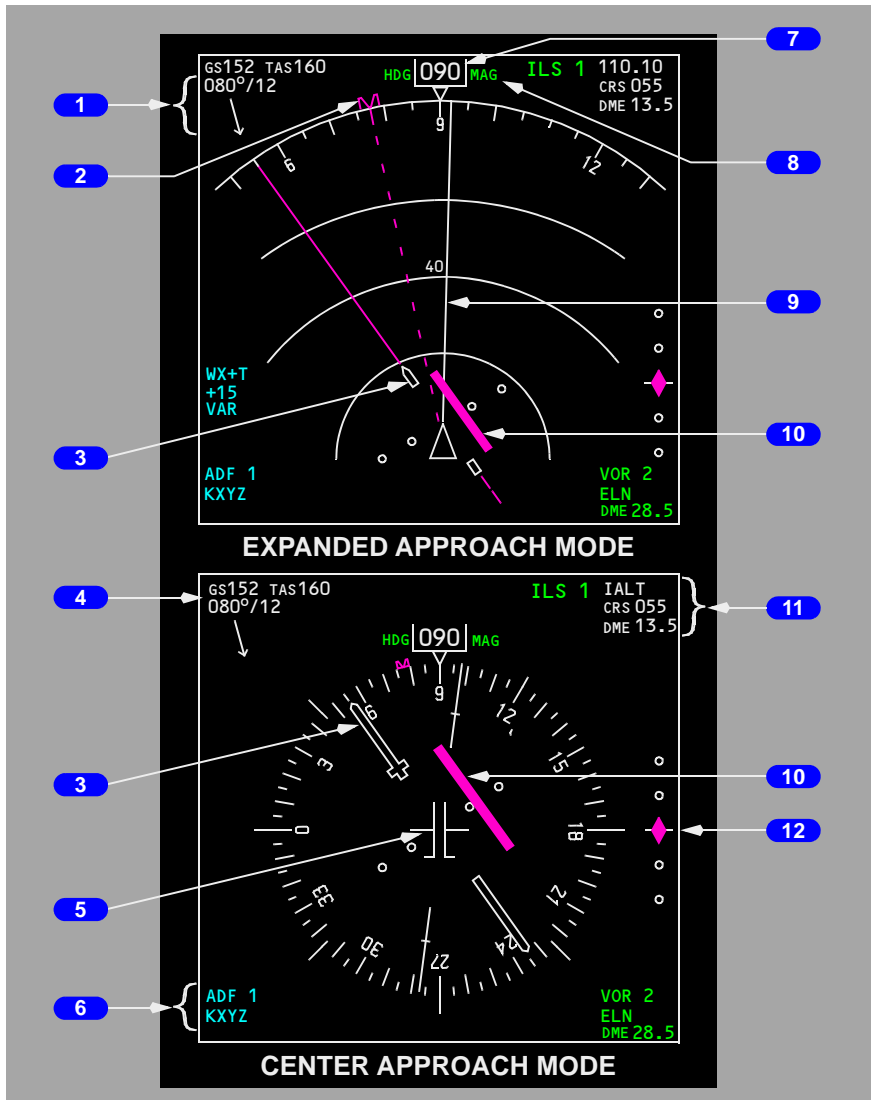 7
GS152 TAS160
080°/12
HDG 090 MAG
ILS 1 110.10
CRS 055
DME 13.5
1
2
8
6 9 12
40
9
WX+T
+15
VAR
3
10
ADF 1
KXYZ
VOR 2
ELN
DME 28.5
EXPANDED APPROACH MODE
4
GS152 TAS160
080°/12
ILS 1 IALT
CRS 055
DME 13.5
11
HDG 090 MAG
9
6 12
3 15
3
10
0 18
12
5
33 21
30 24
27
6
ADF 1
KXYZ
VOR 2
ELN
DME 28.5
CENTER APPROACH MODE